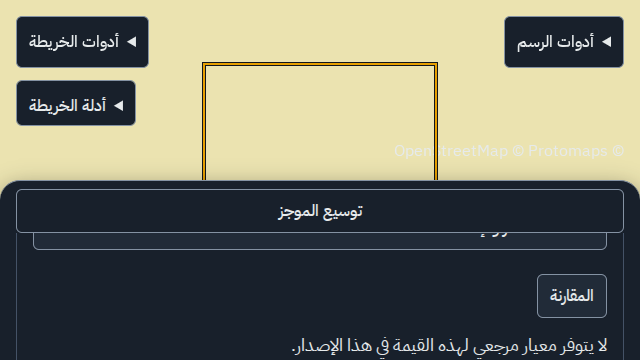 أدوات الرسم
أدوات الخريطة
أدلة الخريطة
OpenStreetMap © Protomaps ©
توسيع الموجز
المقارنة
لا يتوفر معيار مرجعي لهذه القيمة في هذا الإصدار.